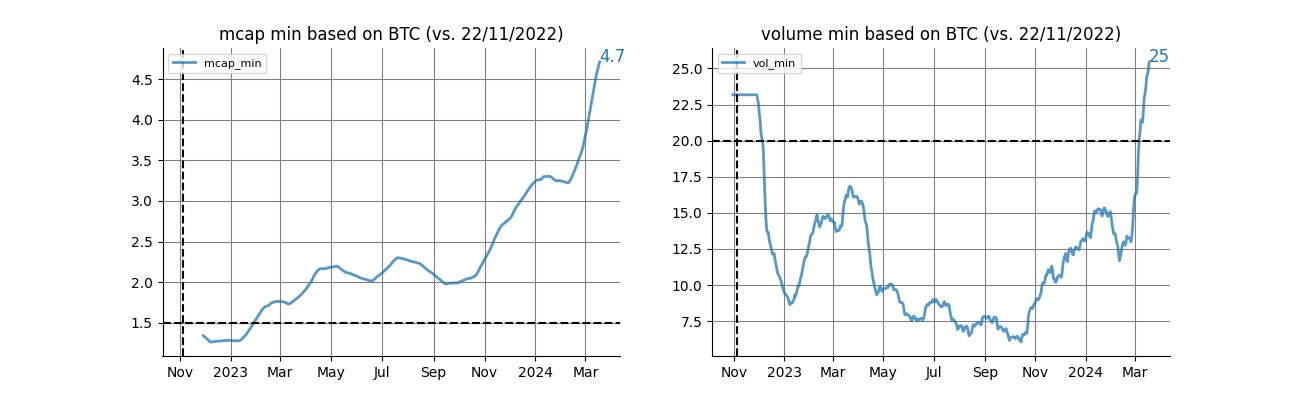 mcap min based on BTC (vs. 22/11/2022)
4.7
mcap_min
4.5
4.0
3.5
3.0
2.5
2.0
1.5
Nov 2023 Mar May Jul Sep Nov 2024 Mar
volume min based on BTC (vs. 22/11/2022)
25
vol_min
25.0
22.5
20.0
17.5
15.0
12.5
10.0
7.5
Nov 2023 Mar May Jul Sep Nov 2024 Mar